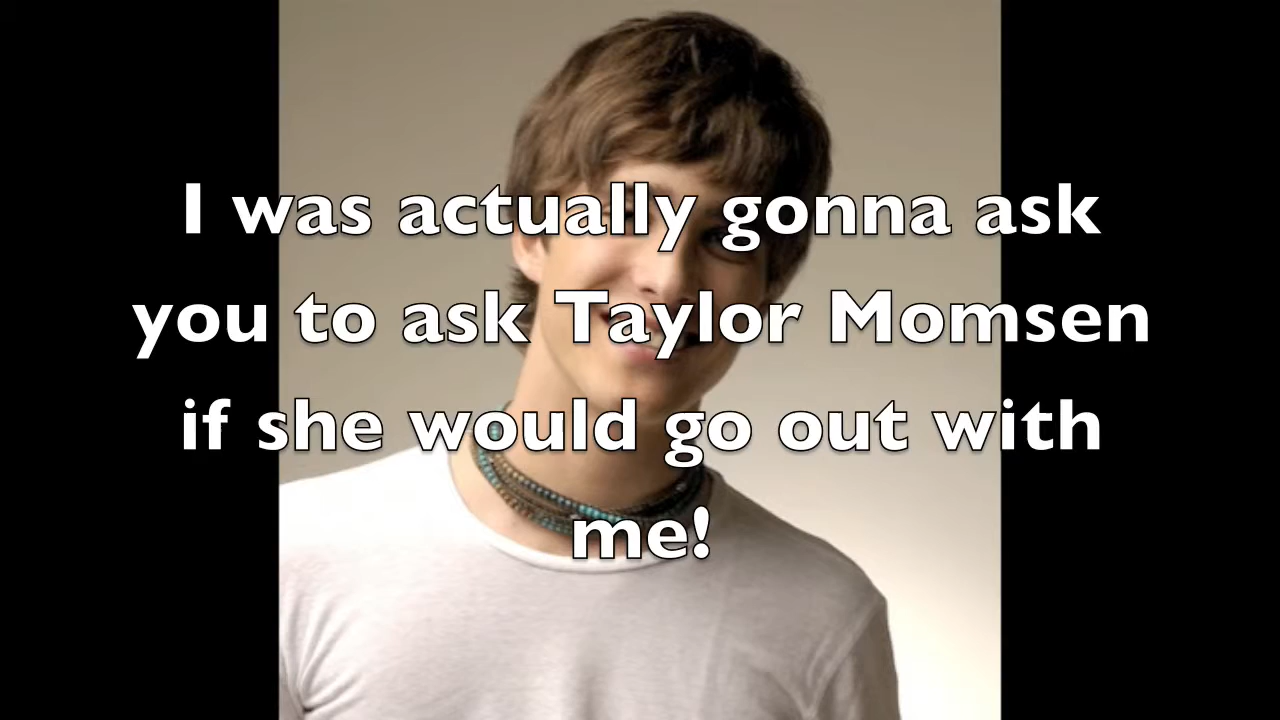 I was actually gonna ask
you to ask Taylor Momsen
if she would go out with
me!